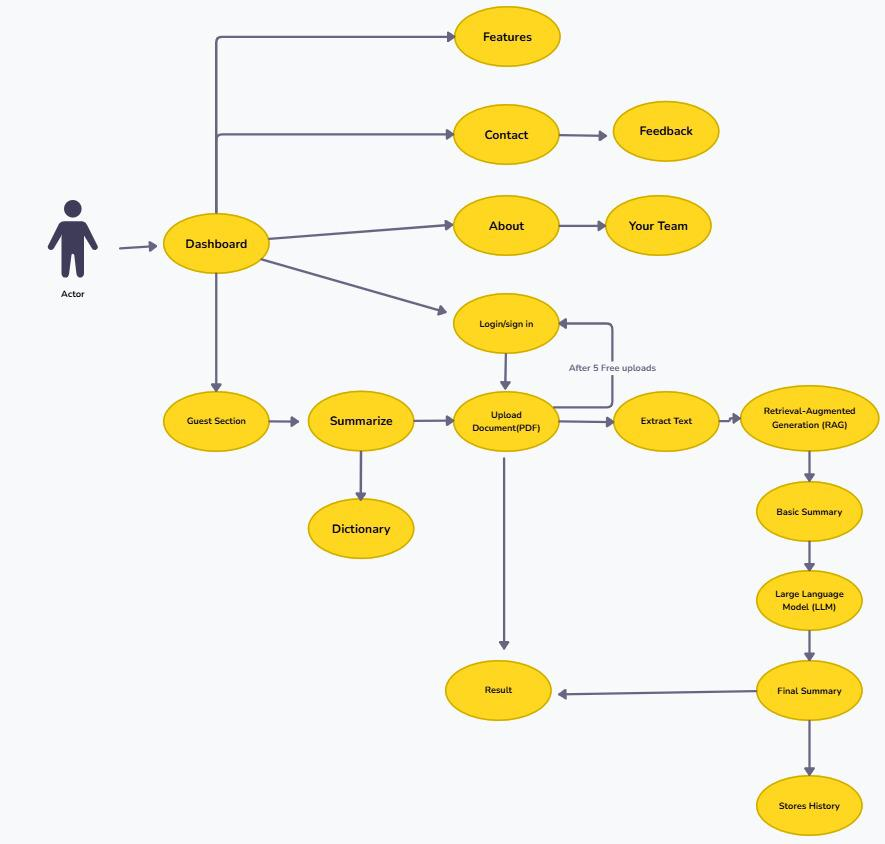 Features
Contact
Feedback
Dashboard
About
Your Team
Actor
Login/sign in
After 5 Free uploads
Guest Section
Summarize
Upload
Document(PDF)
Extract Text
Retrieval-Augmented
Generation (RAG)
Basic Summary
Dictionary
Large Language
Model (LLM)
Result
Final Summary
Stores History